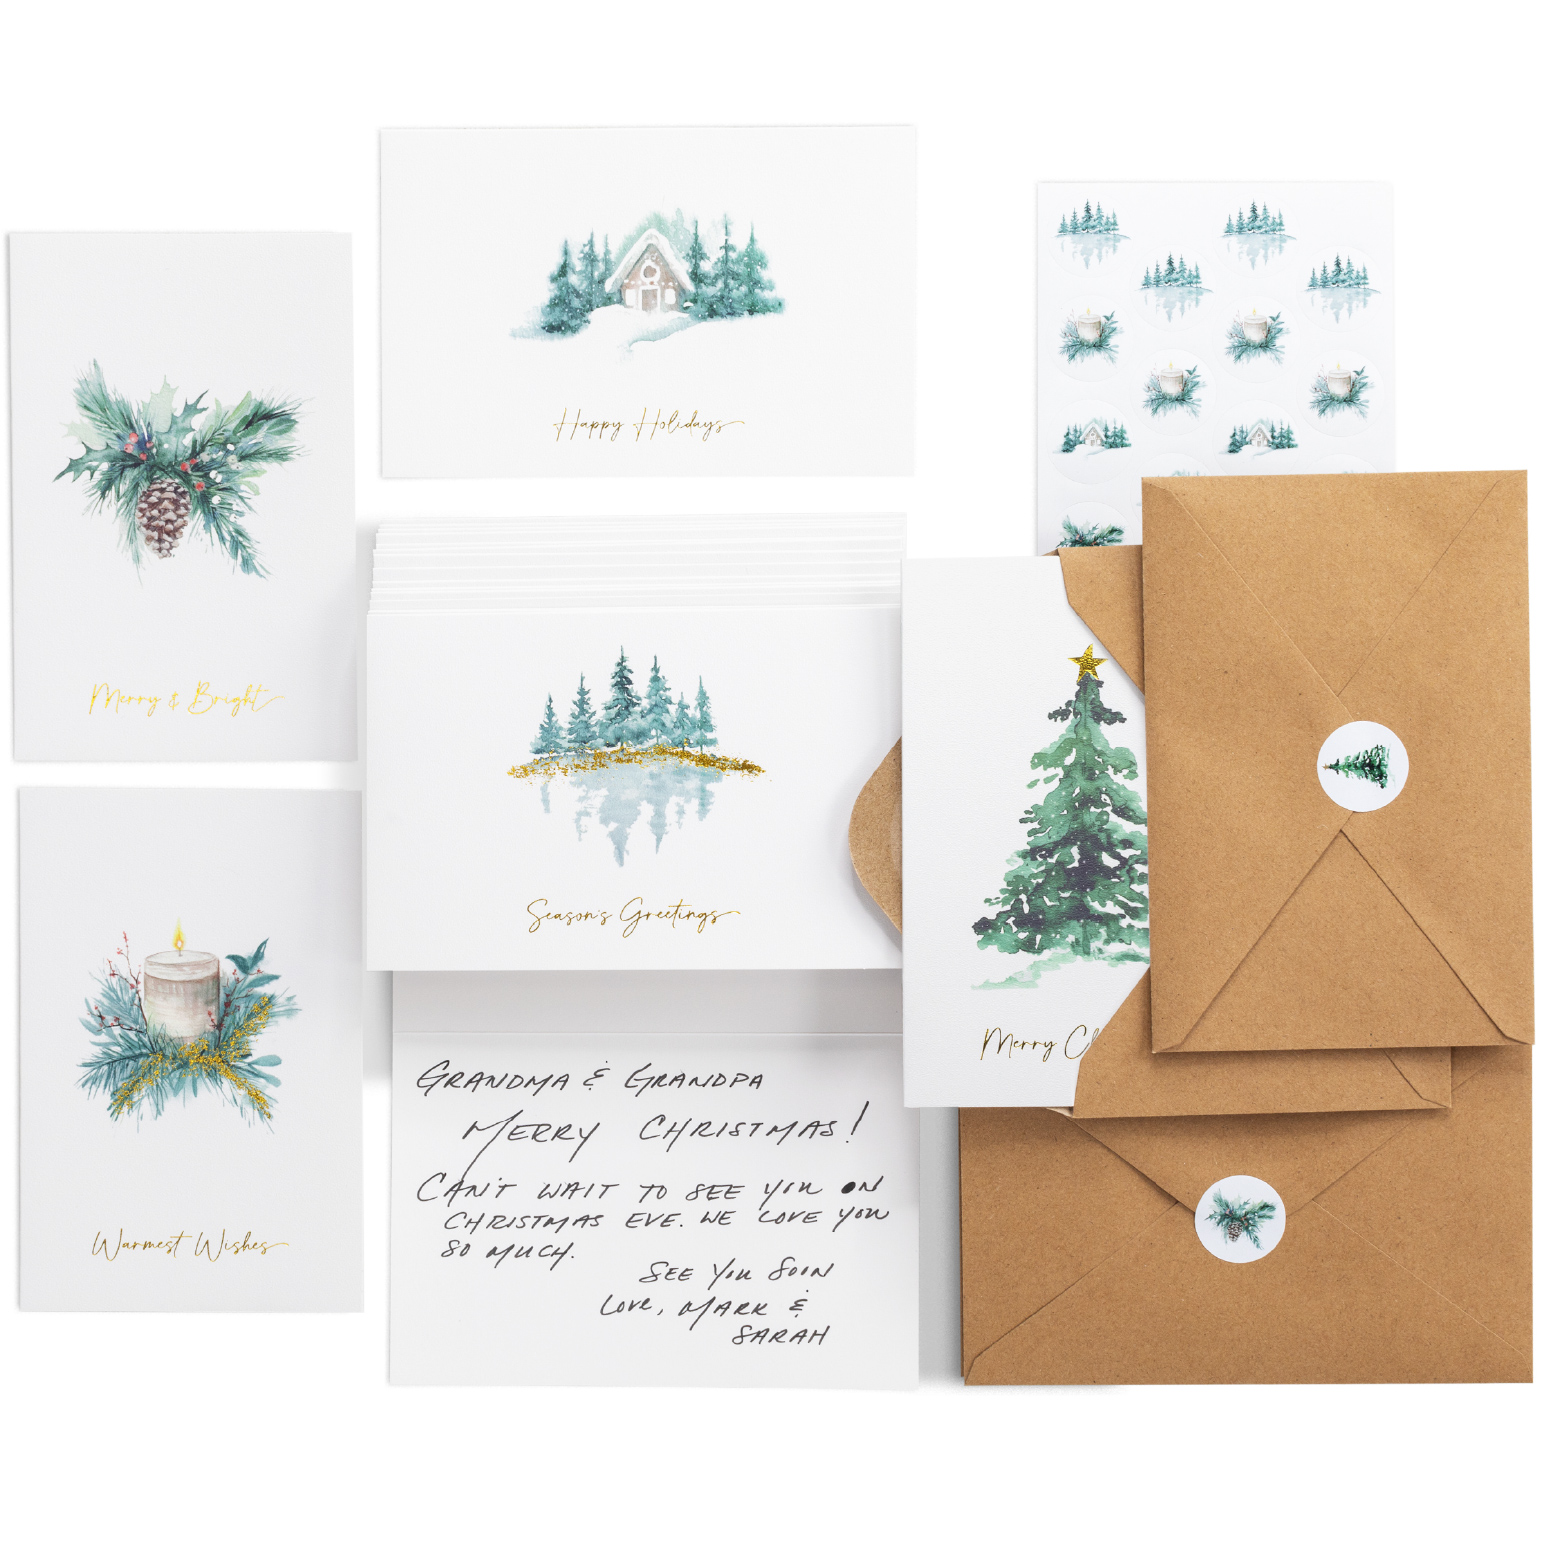 Happy Holidays
Merry & Bright
Season's Greetings
Merry
Warmest Wishes
GRANDMA & GRANDPA
MERRY CHRISTMAS!
CAN'T WAIT TO SEE YOU ON
CHRISTMAS EVE. WE LOVE YOU
SO MUCH.
SEE YOU SOON
LOVE, MARK &
SARAH